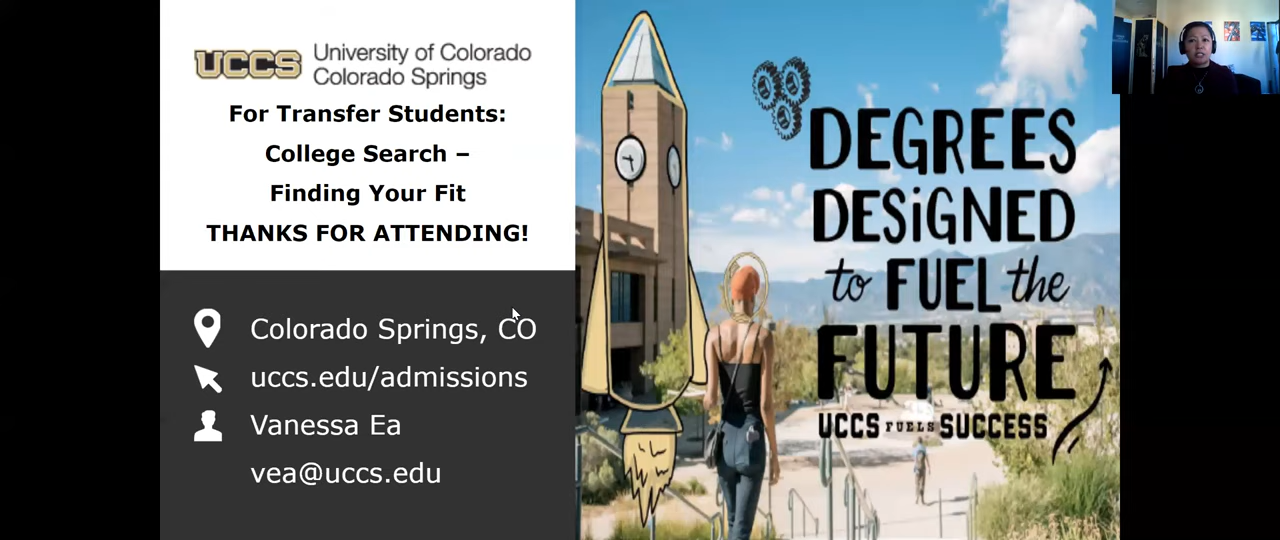 UCCS
University of Colorado
Colorado Springs
For Transfer Students:
College Search –
Finding Your Fit
THANKS FOR ATTENDING!
Colorado Springs, CO
uccs.edu/admissions
Vanessa Ea
vea@uccs.edu
DEGREES
DESiGNED
to FUEL the
FUTURE
UCCS FUELS SUCCESS